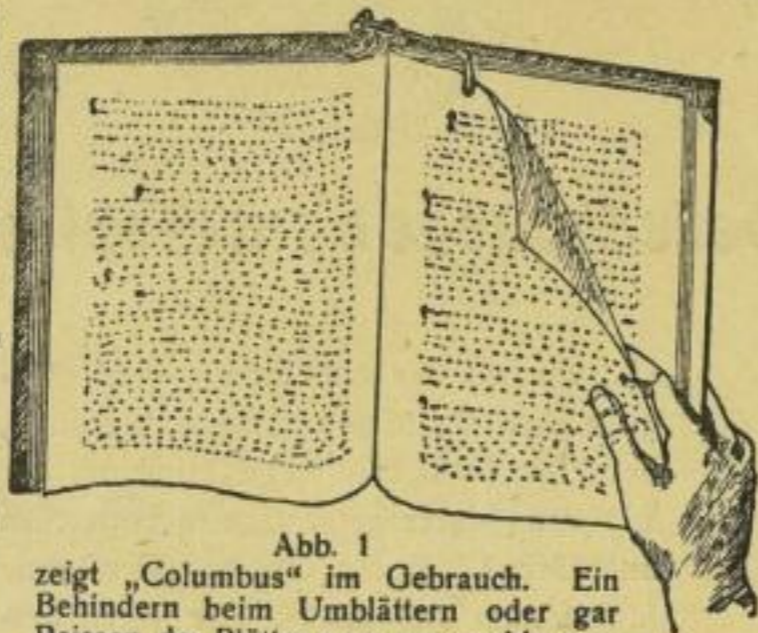 Abb. 1
zeigt „Columbus“ im Gebrauch. Ein
Behindern beim Umblättern oder gar